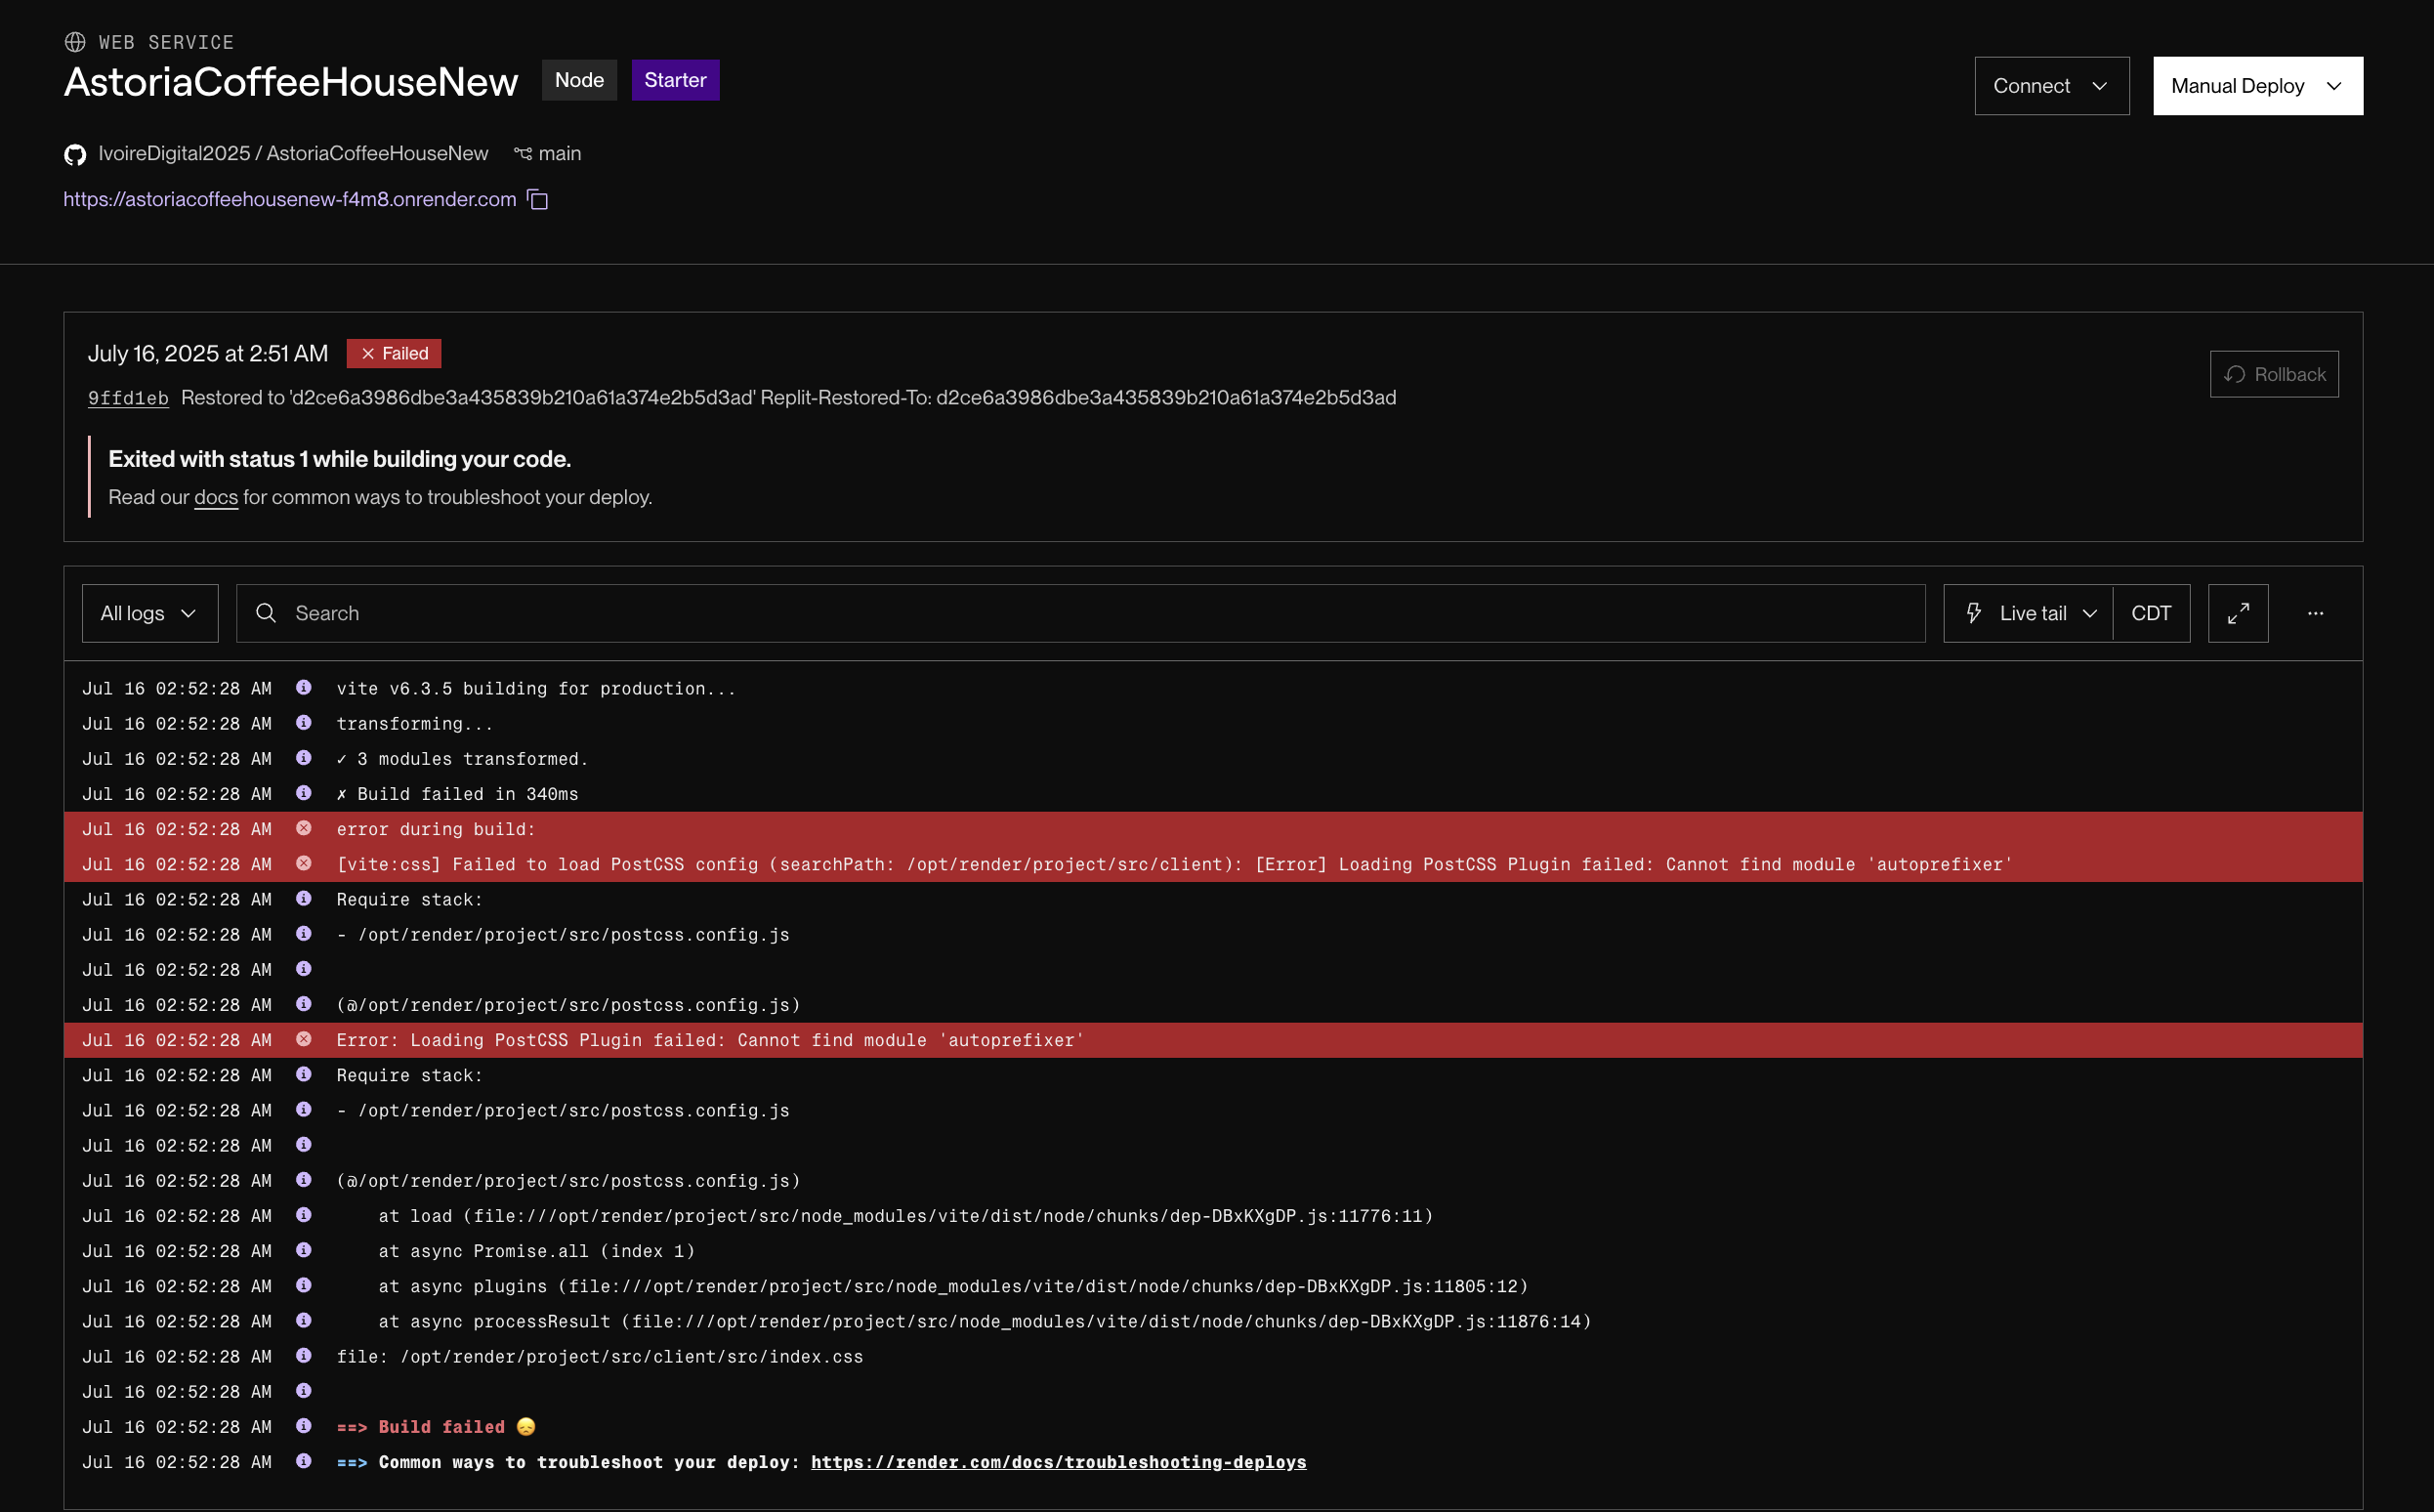 WEB SERVICE
AstoriaCoffeeHouseNew Node Starter
Connect Manual Deploy
IvoireDigital2025 / AstoriaCoffeeHouseNew main
https://astoriacoffeehousenew-f4m8.onrender.com
July 16, 2025 at 2:51 AM Failed
Rollback
9ffd1eb Restored to 'd2ce6a3986dbe3a435839b210a61a374e2b5d3ad' Replit-Restored-To: d2ce6a3986dbe3a435839b210a61a374e2b5d3ad
Exited with status 1 while building your code.
Read our docs for common ways to troubleshoot your deploy.
All logs Search Live tail CDT ...
Jul 16 02:52:28 AM vite v6.3.5 building for production...
Jul 16 02:52:28 AM transforming...
Jul 16 02:52:28 AM ✓ 3 modules transformed.
Jul 16 02:52:28 AM ✗ Build failed in 340ms
Jul 16 02:52:28 AM error during build:
Jul 16 02:52:28 AM [vite:css] Failed to load PostCSS config (searchPath: /opt/render/project/src/client): [Error] Loading PostCSS Plugin failed: Cannot find module 'autoprefixer'
Jul 16 02:52:28 AM Require stack:
Jul 16 02:52:28 AM - /opt/render/project/src/postcss.config.js
Jul 16 02:52:28 AM
Jul 16 02:52:28 AM (@/opt/render/project/src/postcss.config.js)
Jul 16 02:52:28 AM Error: Loading PostCSS Plugin failed: Cannot find module 'autoprefixer'
Jul 16 02:52:28 AM Require stack:
Jul 16 02:52:28 AM - /opt/render/project/src/postcss.config.js
Jul 16 02:52:28 AM
Jul 16 02:52:28 AM (@/opt/render/project/src/postcss.config.js)
Jul 16 02:52:28 AM at load (file:///opt/render/project/src/node_modules/vite/dist/node/chunks/dep-DBxKXgDP.js:11776:11)
Jul 16 02:52:28 AM at async Promise.all (index 1)
Jul 16 02:52:28 AM at async plugins (file:///opt/render/project/src/node_modules/vite/dist/node/chunks/dep-DBxKXgDP.js:11805:12)
Jul 16 02:52:28 AM at async processResult (file:///opt/render/project/src/node_modules/vite/dist/node/chunks/dep-DBxKXgDP.js:11876:14)
Jul 16 02:52:28 AM file: /opt/render/project/src/client/src/index.css
Jul 16 02:52:28 AM
Jul 16 02:52:28 AM ==> Build failed 😞
Jul 16 02:52:28 AM ==> Common ways to troubleshoot your deploy: https://render.com/docs/troubleshooting-deploys